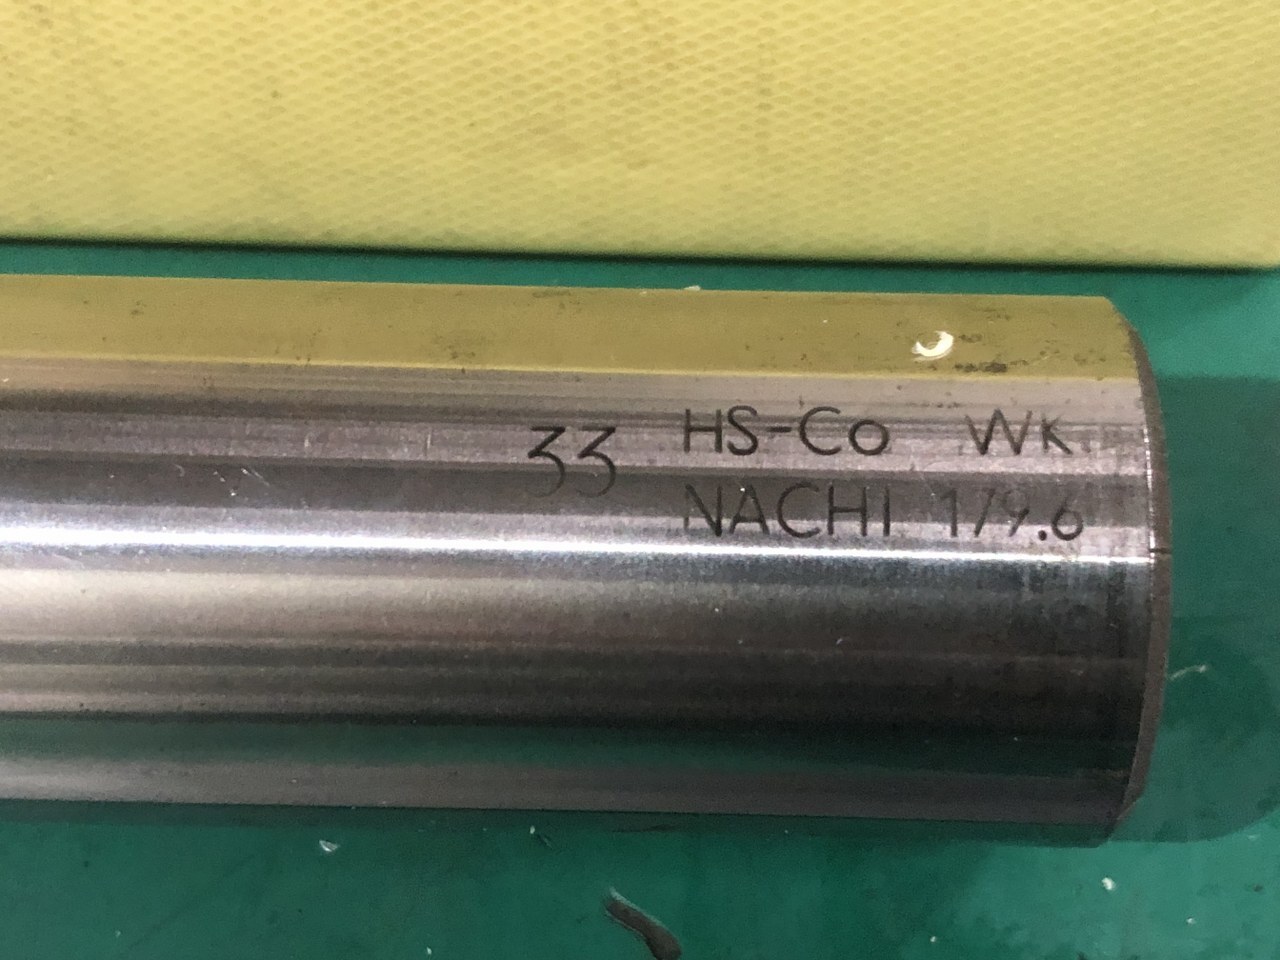 33
HS-Co WK
NACHI 1/9.6